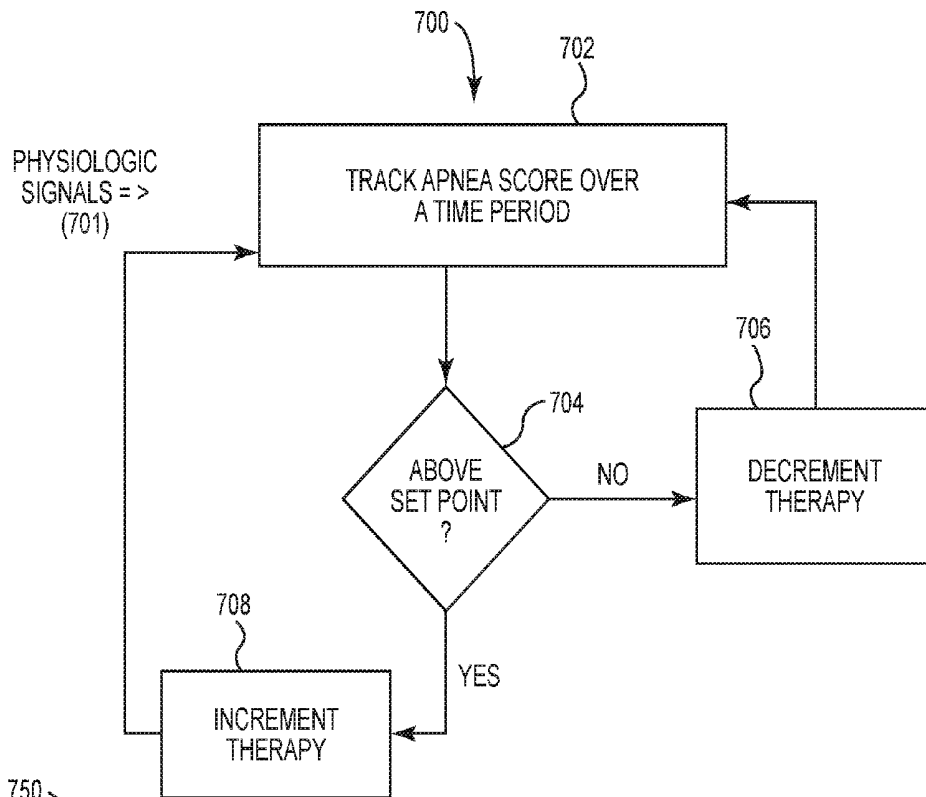 700
702
PHYSIOLOGIC
SIGNALS = >
(701)
TRACK APNEA SCORE OVER
A TIME PERIOD
706
704
ABOVE
SET POINT
?
NO
DECREMENT
THERAPY
708
YES
INCREMENT
THERAPY
750